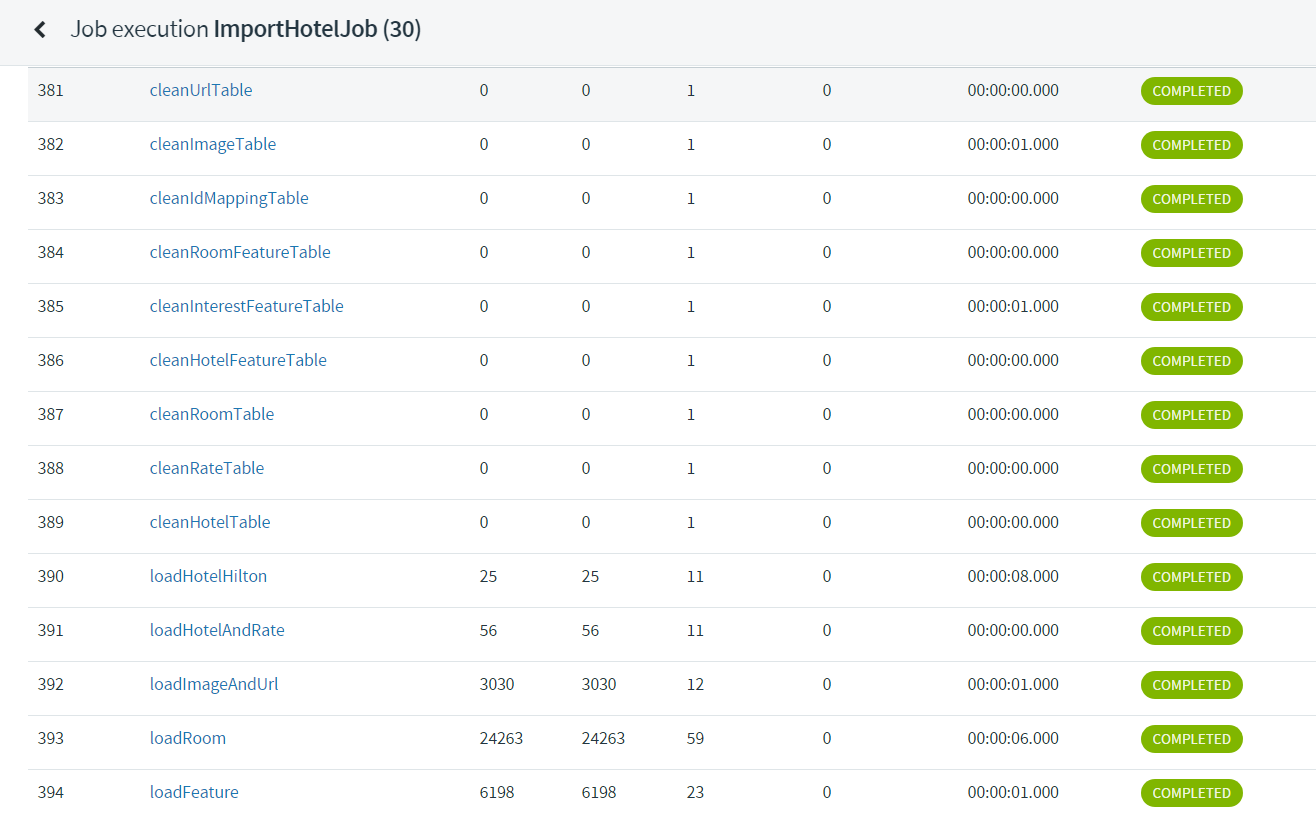 Job execution ImportHotelJob (30)
381 cleanUrlTable 0 0 1 0 00:00:00.000 COMPLETED
382 cleanImageTable 0 0 1 0 00:00:01.000 COMPLETED
383 cleanIdMappingTable 0 0 1 0 00:00:00.000 COMPLETED
384 cleanRoomFeatureTable 0 0 1 0 00:00:00.000 COMPLETED
385 cleanInterestFeatureTable 0 0 1 0 00:00:01.000 COMPLETED
386 cleanHotelFeatureTable 0 0 1 0 00:00:00.000 COMPLETED
387 cleanRoomTable 0 0 1 0 00:00:00.000 COMPLETED
388 cleanRateTable 0 0 1 0 00:00:00.000 COMPLETED
389 cleanHotelTable 0 0 1 0 00:00:00.000 COMPLETED
390 loadHotelHilton 25 25 11 0 00:00:08.000 COMPLETED
391 loadHotelAndRate 56 56 11 0 00:00:00.000 COMPLETED
392 loadImageAndUrl 3030 3030 12 0 00:00:01.000 COMPLETED
393 loadRoom 24263 24263 59 0 00:00:06.000 COMPLETED
394 loadFeature 6198 6198 23 0 00:00:01.000 COMPLETED